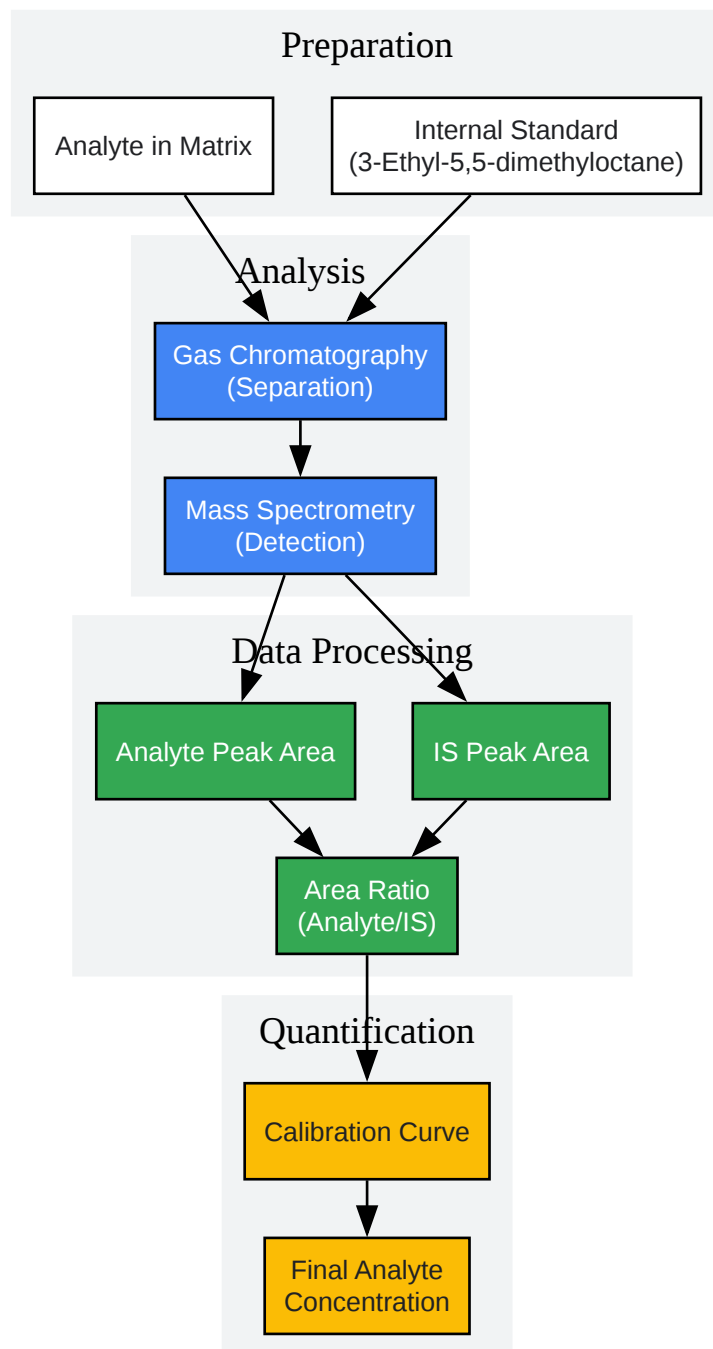 Preparation
Analyte in Matrix
Internal Standard
(3-Ethyl-5,5-dimethyloctane)
Analysis
Gas Chromatography
(Separation)
Mass Spectrometry
(Detection)
Data Processing
Analyte Peak Area
IS Peak Area
Area Ratio
(Analyte/IS)
Quantification
Calibration Curve
Final Analyte
Concentration